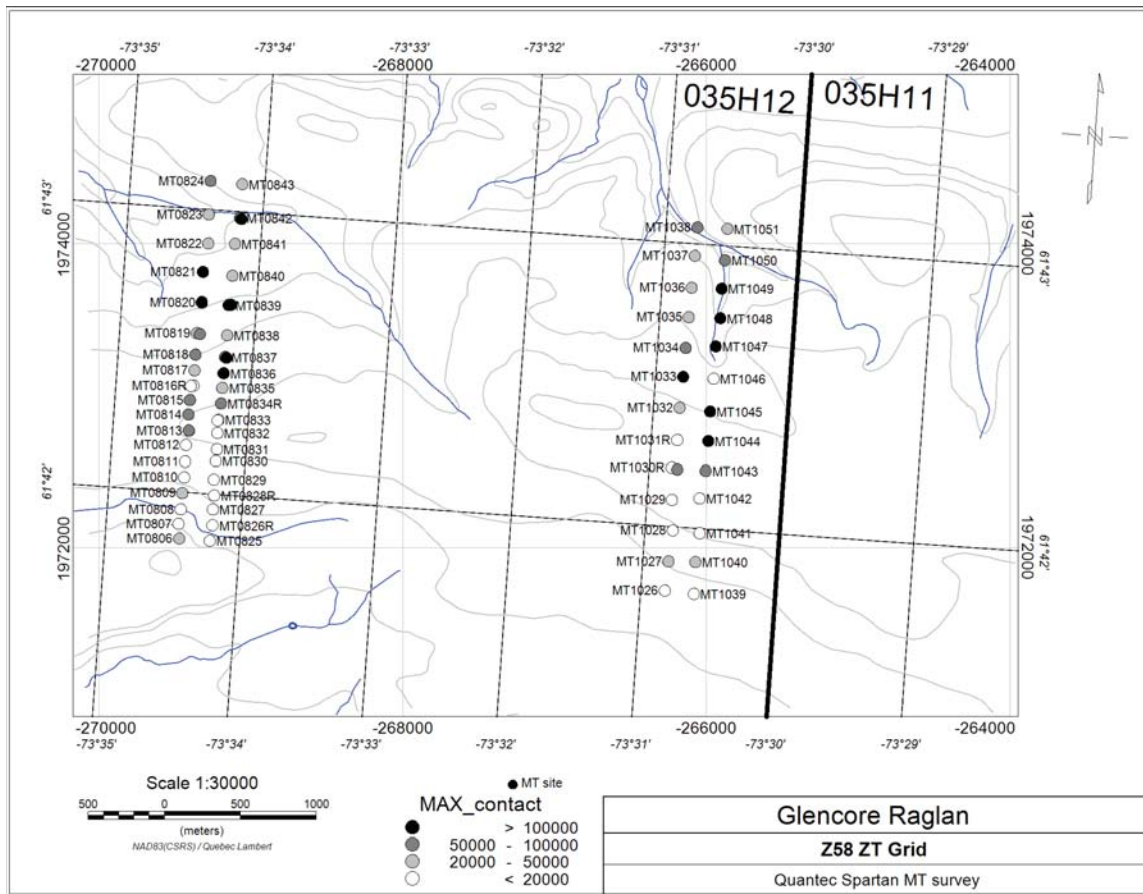 -73°35' -73°34' -73°33' -73°32' -73°31' -73°30' -73°29'
-270000 -268000 -266000 -264000
035H12 035H11
N
61°43'
1974000
1974000
61°43'
MT0824 MT0843
MT0823 MT0842
MT0822 MT0841
MT0821 MT0840
MT0820 MT0839
MT0819 MT0838
MT0818 MT0837
MT0817 MT0836
MT0816R MT0835
MT0815 MT0834R
MT0814 MT0833
MT0813 MT0832
MT0812 MT0831
MT0811 MT0830
MT0810 MT0829
MT0809 MT0828R
MT0808 MT0827
MT0807 MT0826R
MT0806 MT0825
MT1038 MT1051
MT1037 MT1050
MT1036 MT1049
MT1035 MT1048
MT1034 MT1047
MT1033 MT1046
MT1032 MT1045
MT1031R MT1044
MT1030R MT1043
MT1029 MT1042
MT1028 MT1041
MT1027 MT1040
MT1026 MT1039
61°42'
1972000
1972000
61°42'
-270000 -268000 -266000 -264000
-73°35' -73°34' -73°33' -73°32' -73°31' -73°30' -73°29'
Scale 1:30000
500 0 500 1000
(meters)
NAD83(CSRS) / Quebec Lambert
MT site
MAX_contact
> 100000
50000 - 100000
20000 - 50000
< 20000
Glencore Raglan
Z58 ZT Grid
Quantec Spartan MT survey